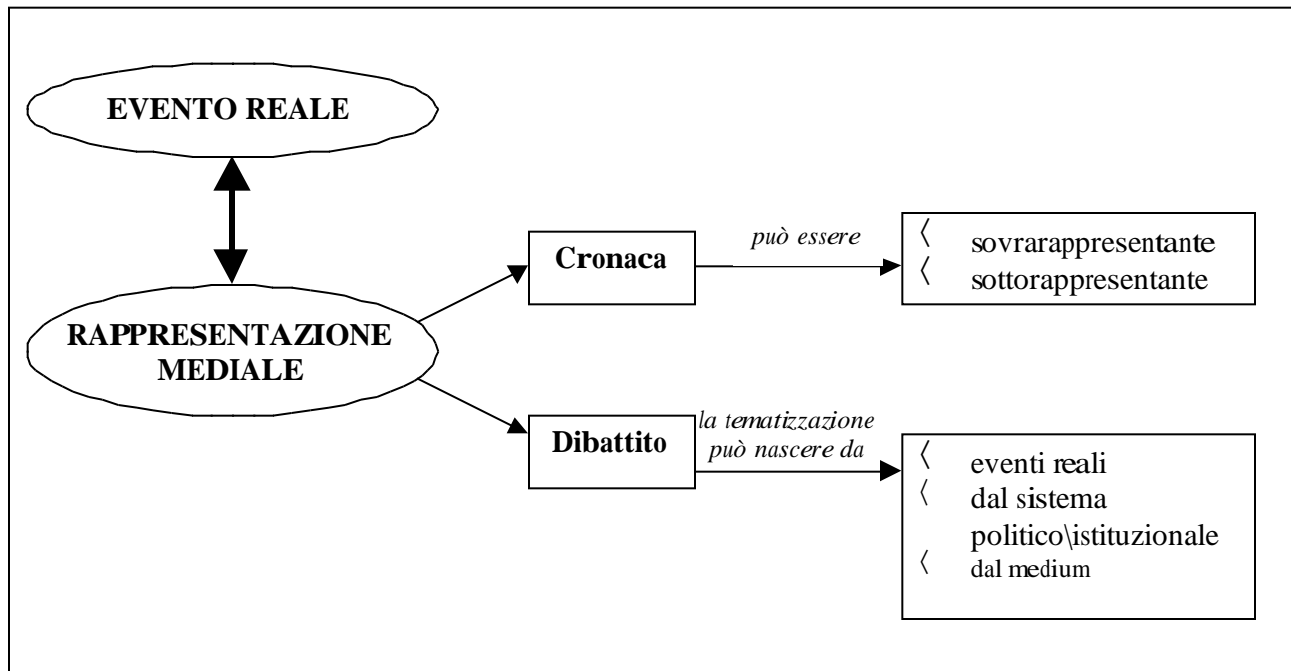 EVENTO REALE
RAPPRESENTAZIONE
MEDIALE
Cronaca
può essere
〈 sovrarappresentante
〈 sottorappresentante
Dibattito
la tematizzazione
può nascere da
〈 eventi reali
〈 dal sistema
politico\istituzionale
〈 dal medium